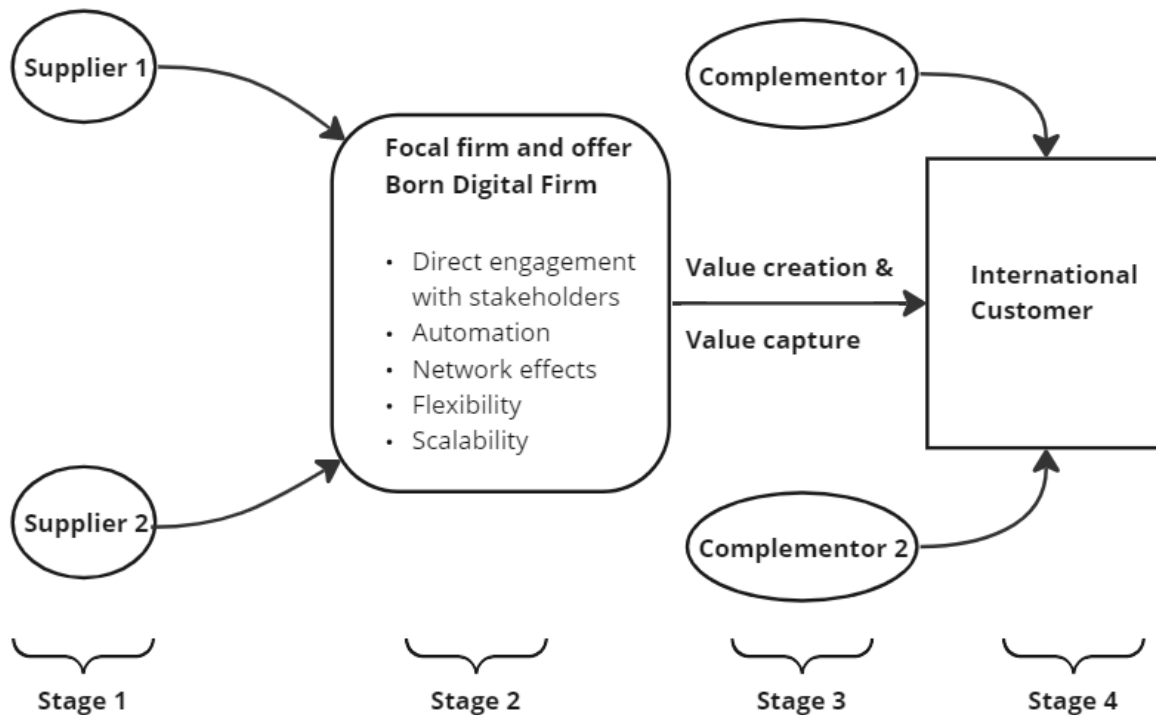 Supplier 1
Complementor 1
Focal firm and offer
Born Digital Firm
• Direct engagement
with stakeholders
• Automation
• Network effects
• Flexibility
• Scalability
Value creation &
Value capture
International
Customer
Supplier 2
Complementor 2
Stage 1
Stage 2
Stage 3
Stage 4